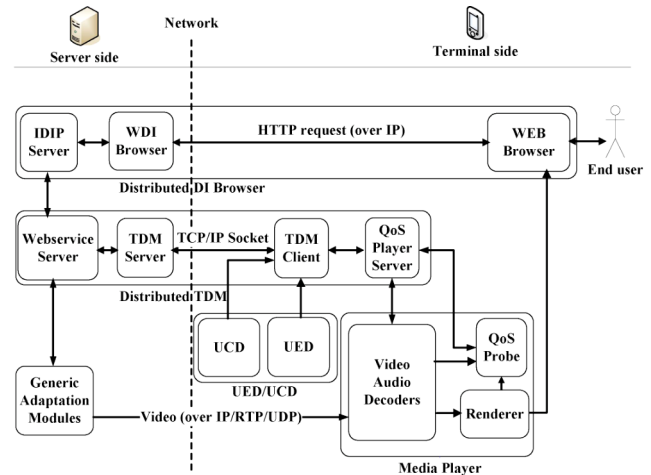 Network
Server side
Terminal side
IDIP
Server
WDI
Browser
HTTP request (over IP)
WEB
Browser
End user
Distributed DI Browser
Webservice
Server
TDM
Server
TCP/IP Socket
TDM
Client
QoS
Player
Server
Distributed TDM
UCD
UED
UED/UCD
Generic
Adaptation
Modules
Video (over IP/RTP/UDP)
Video
Audio
Decoders
QoS
Probe
Renderer
Media Player